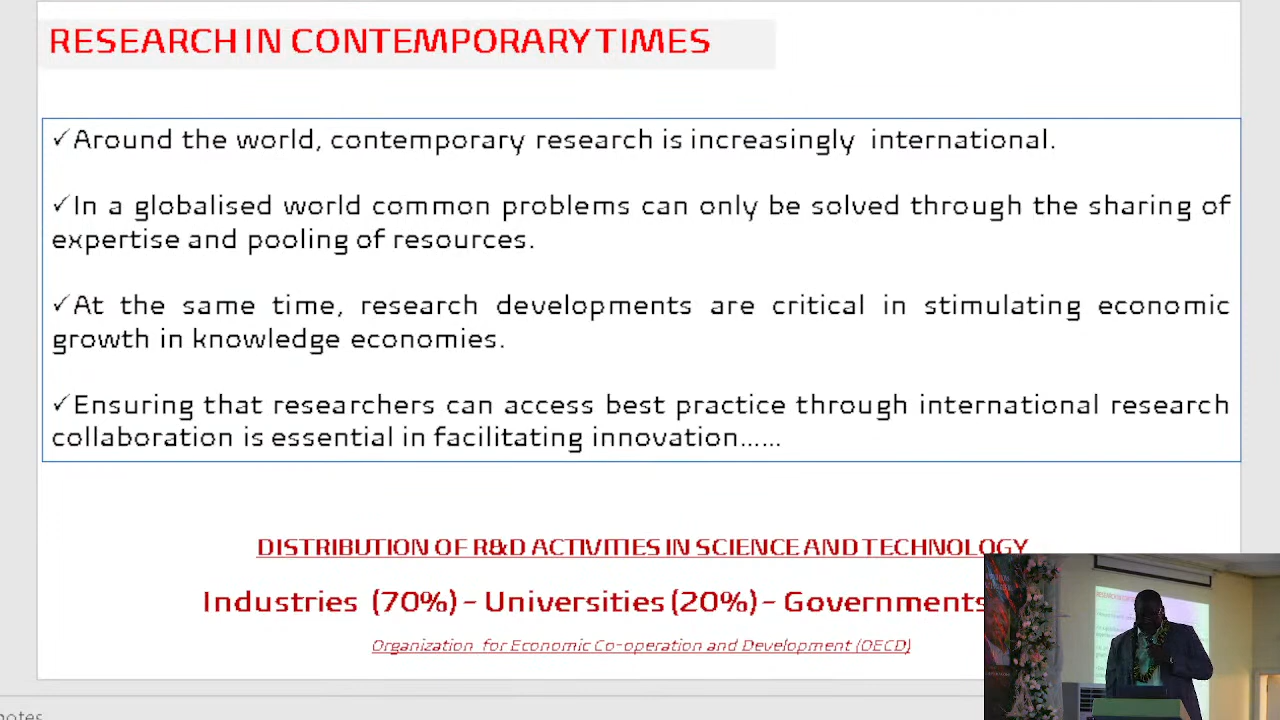 RESEARCH IN CONTEMPORARY TIMES
✓Around the world, contemporary research is increasingly international.
✓In a globalised world common problems can only be solved through the sharing of
expertise and pooling of resources.
✓At the same time, research developments are critical in stimulating economic
growth in knowledge economies.
✓Ensuring that researchers can access best practice through international research
collaboration is essential in facilitating innovation……
DISTRIBUTION OF R&D ACTIVITIES IN SCIENCE AND TECHNOLOGY
Industries (70%) – Universities (20%) – Governments
Organization for Economic Co-operation and Development (OECD)
notes